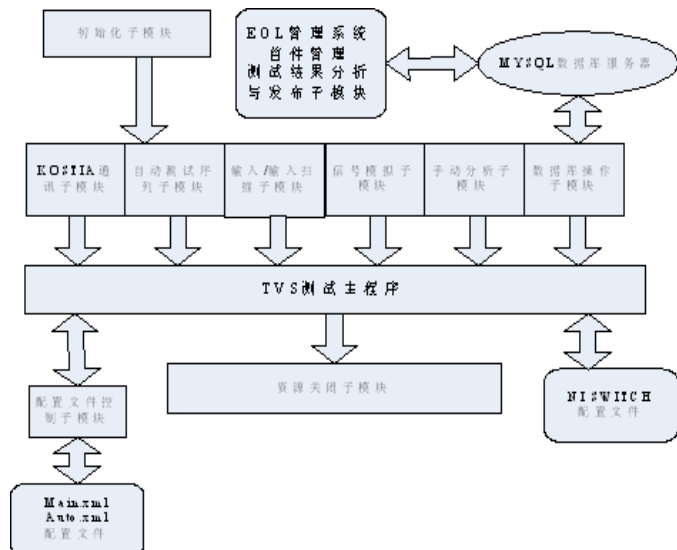 初始化子模块
EOL管理系统
首件管理
测试结果分析
与发布子模块
MYSQL数据库服务器
KOSTIA通
讯子模块
自动测试序
列子模块
输入/输入扫
描子模块
信号模拟子
模块
手动分析子
模块
数据库操作
子模块
TVS测试主程序
资源关闭子模块
配置文件控
制子模块
NI SWITCH
配置文件
Main.xml
Auto.xml
配置文件